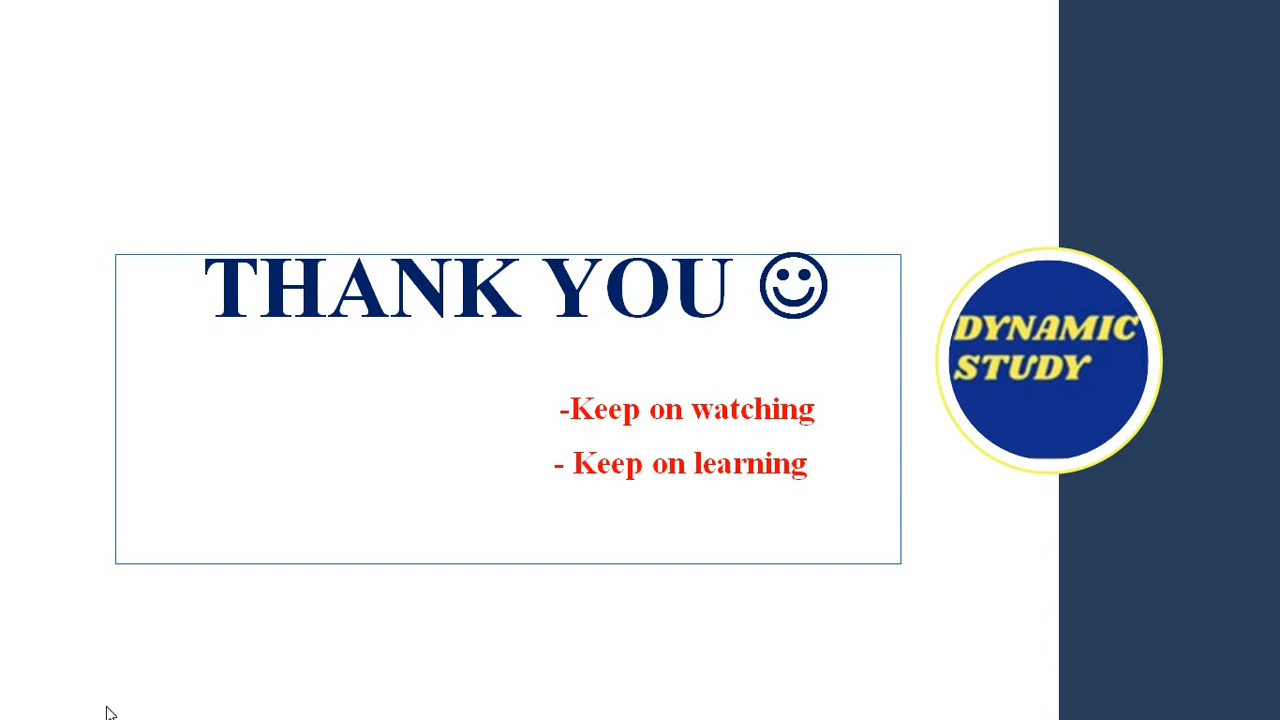 THANK YOU ☺
-Keep on watching
- Keep on learning
DYNAMIC
STUDY